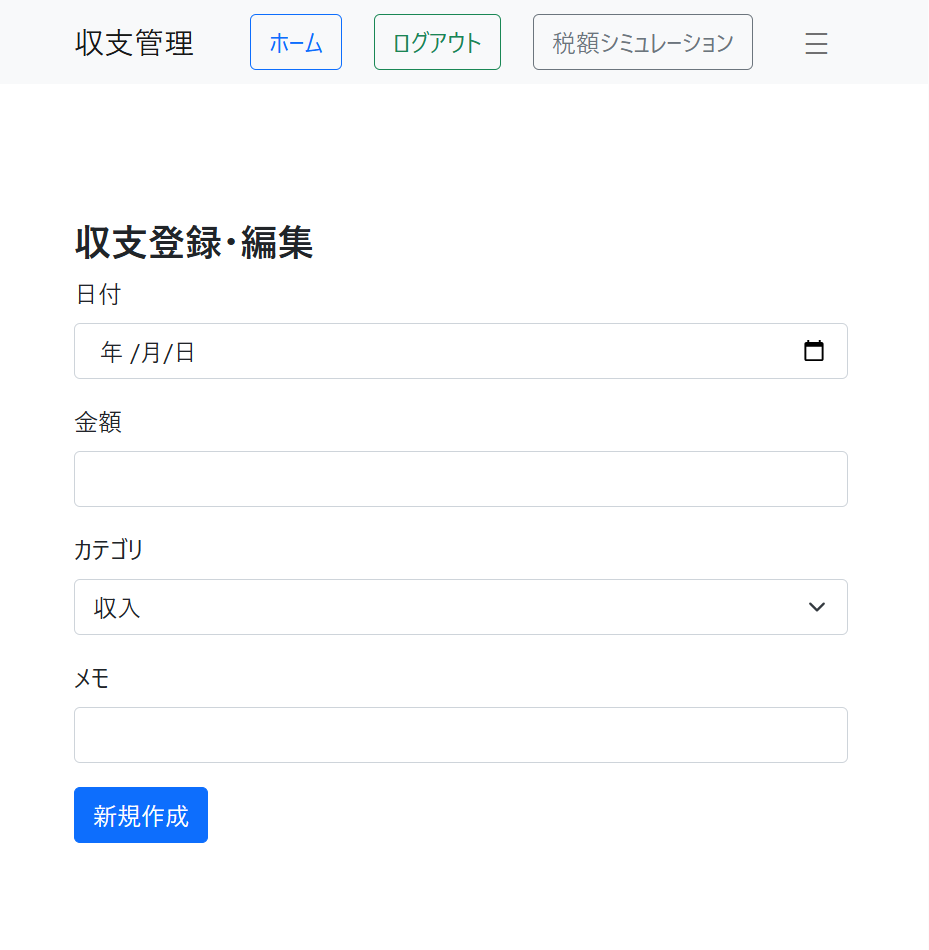 収支管理 ホーム ログアウト 税額シミュレーション
収支登録・編集
日付
年 /月/日
金額
カテゴリ
収入
メモ
新規作成